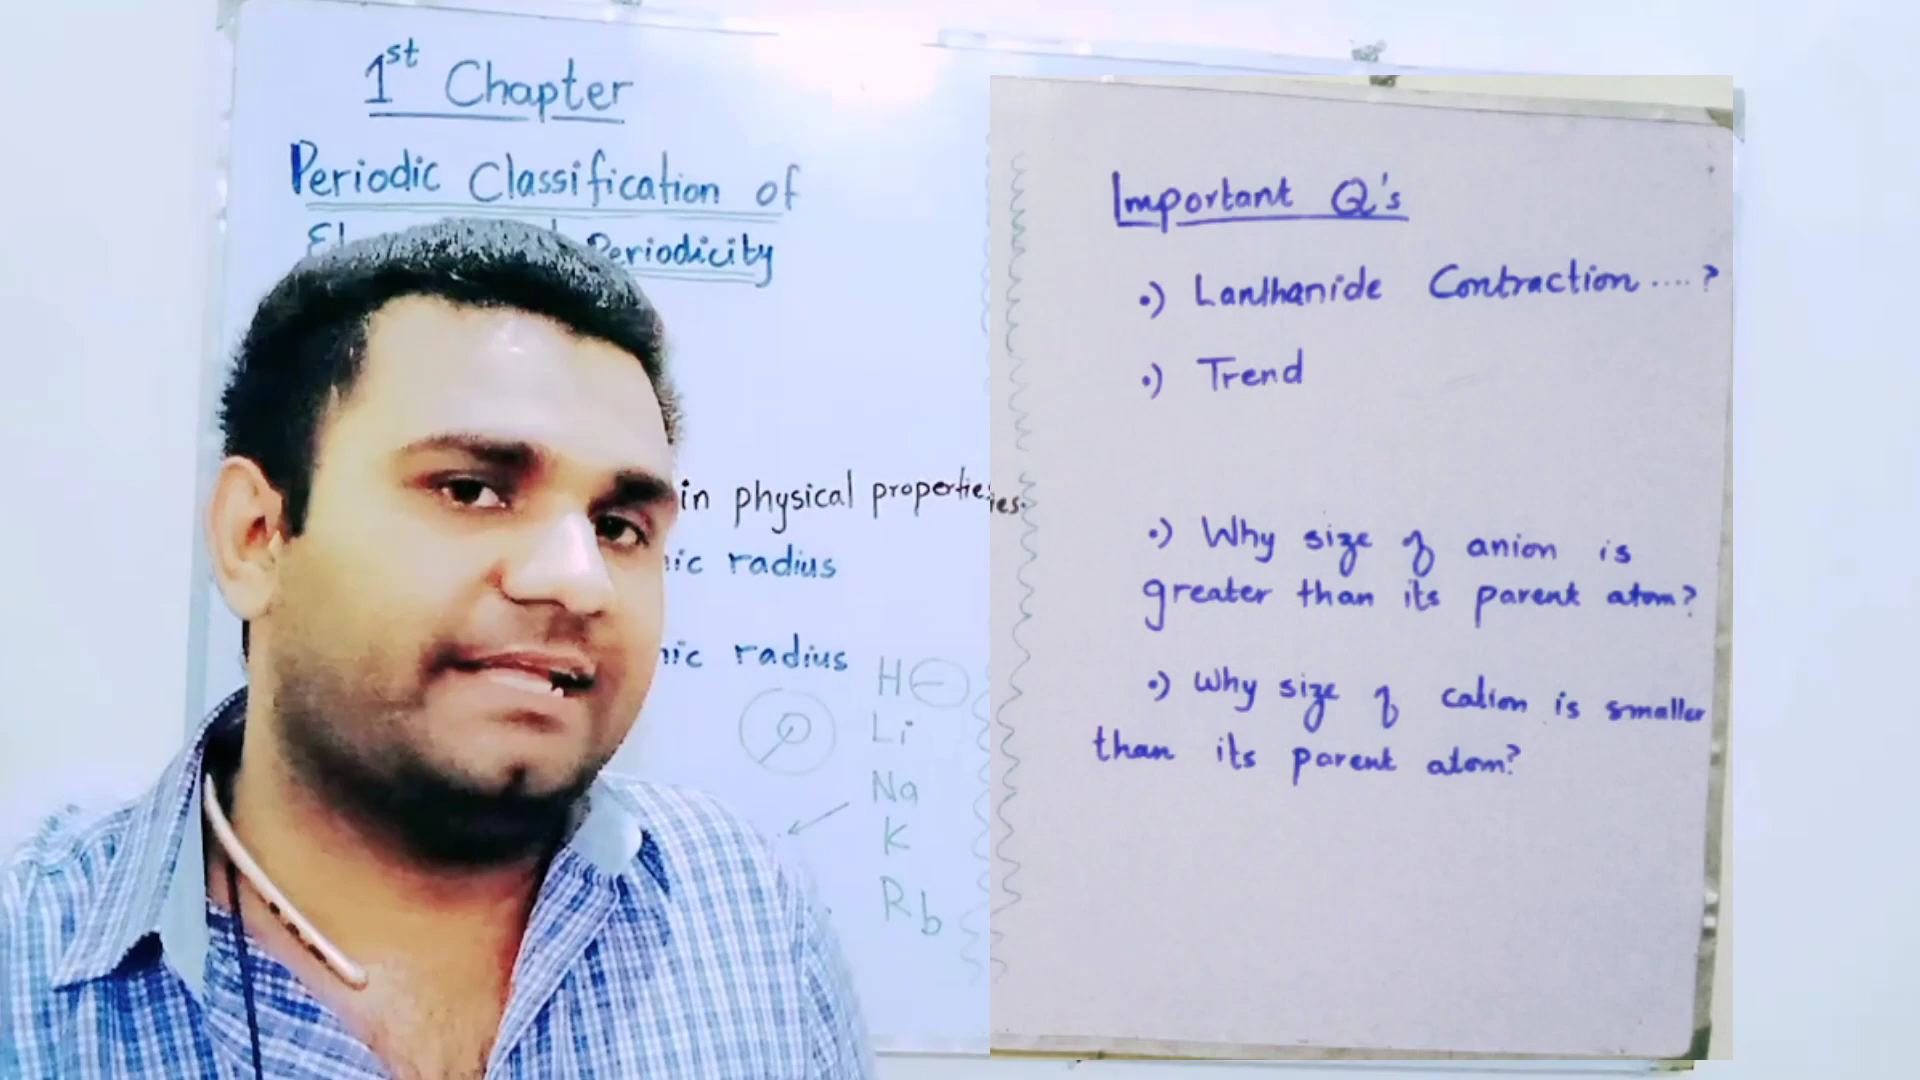 1st Chapter
Periodic Classification of
Periodicity
in physical properties.
ic radius
nic radius
H
Li
Na
K
Rb
Important Q's
•) Lanthanide Contraction....?
•) Trend
•) Why size of anion is
greater than its parent atom?
•) Why size of cation is smaller
than its parent atom?